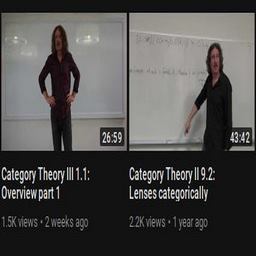 26:59
43:42
Category Theory III 1.1:
Overview part 1
1.5K views • 2 weeks ago
Category Theory II 9.2:
Lenses categorically
2.2K views • 1 year ago